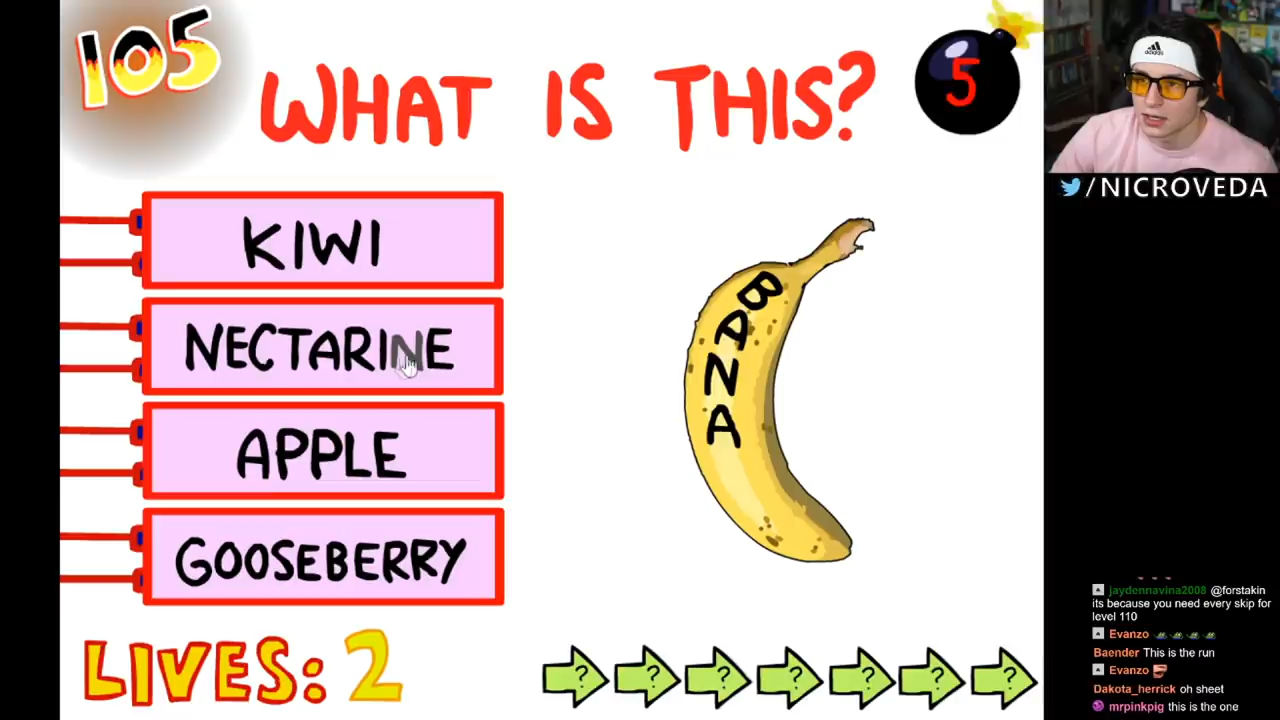 105
WHAT IS THIS?
5
KIWI
NECTARINE
APPLE
GOOSEBERRY
BANA
LIVES: 2
? ? ? ? ? ? ?
adidas
/NICROVEDA
jaydennavina2008 @forstakin
its because you need every skip for
level 110
Evanzo
Baender This is the run
Evanzo
Dakota_herrick oh sheet
mrpinkpig this is the one